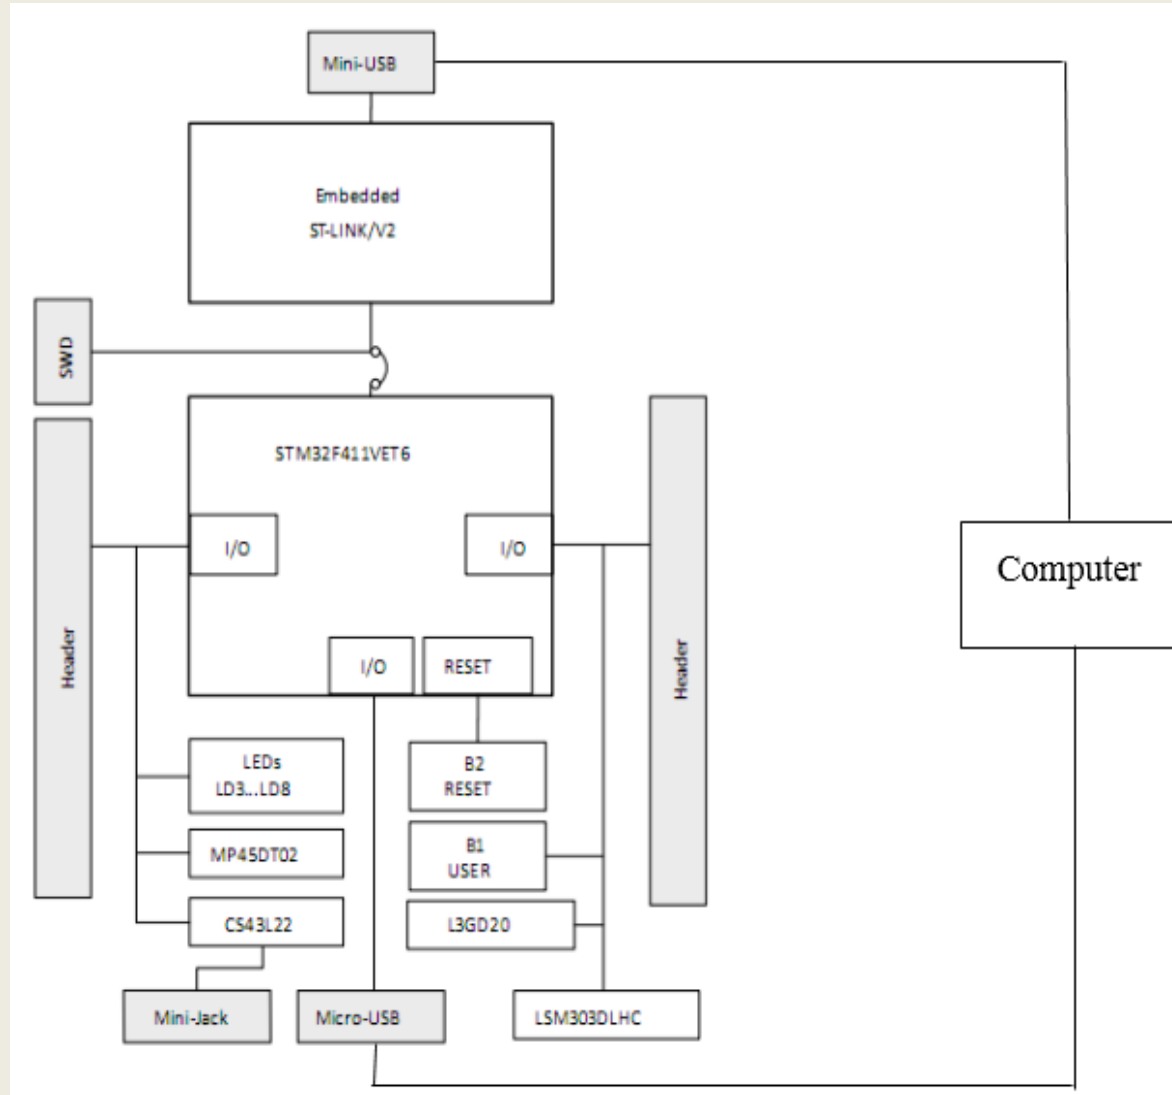 Mini-USB
Embedded
ST-LINK/V2
SWD
STM32F411VET6
I/O
I/O
Computer
Header
I/O
RESET
Header
LEDs
LD3...LD8
B2
RESET
MP45DT02
B1
USER
CS43L22
L3GD20
Mini-Jack
Micro-USB
LSM303DLHC